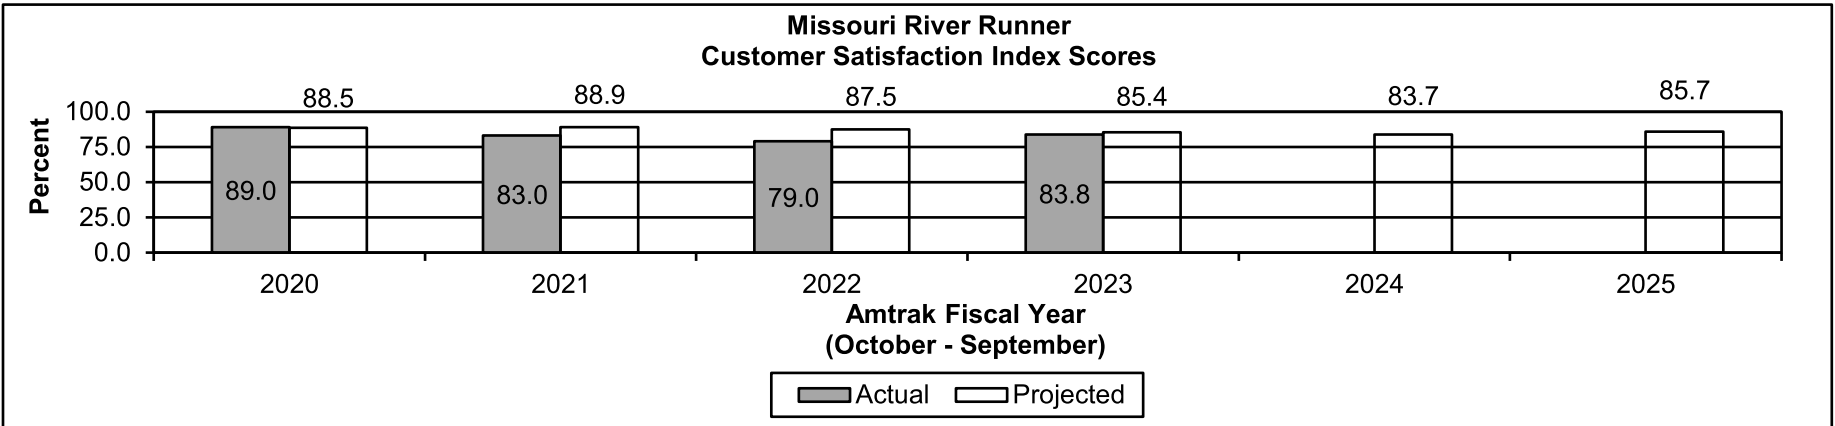 Missouri River Runner
Customer Satisfaction Index Scores
88.5 88.9 87.5 85.4 83.7 85.7
Percent
100.0
75.0
50.0
25.0
0.0
89.0 83.0 79.0 83.8
2020 2021 2022 2023 2024 2025
Amtrak Fiscal Year
(October - September)
Actual Projected